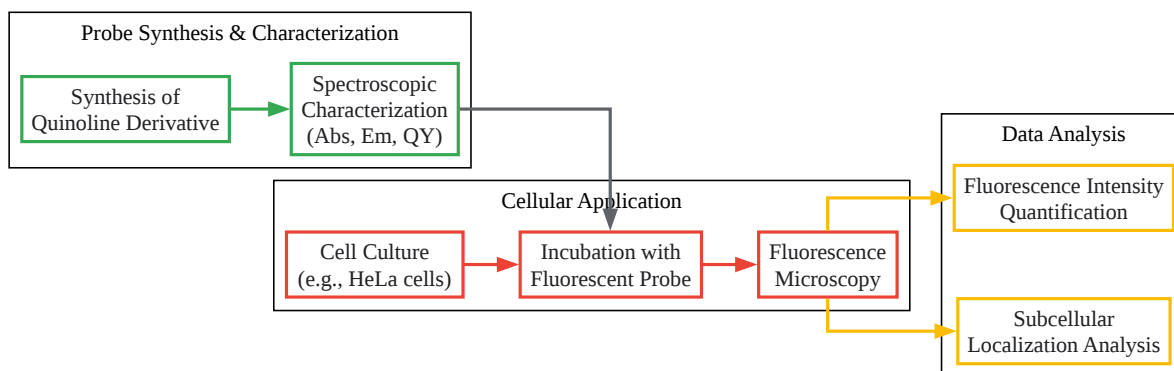 Probe Synthesis & Characterization
Synthesis of
Quinoline Derivative
Spectroscopic
Characterization
(Abs, Em, QY)
Cellular Application
Cell Culture
(e.g., HeLa cells)
Incubation with
Fluorescent Probe
Fluorescence
Microscopy
Data Analysis
Fluorescence Intensity
Quantification
Subcellular
Localization Analysis